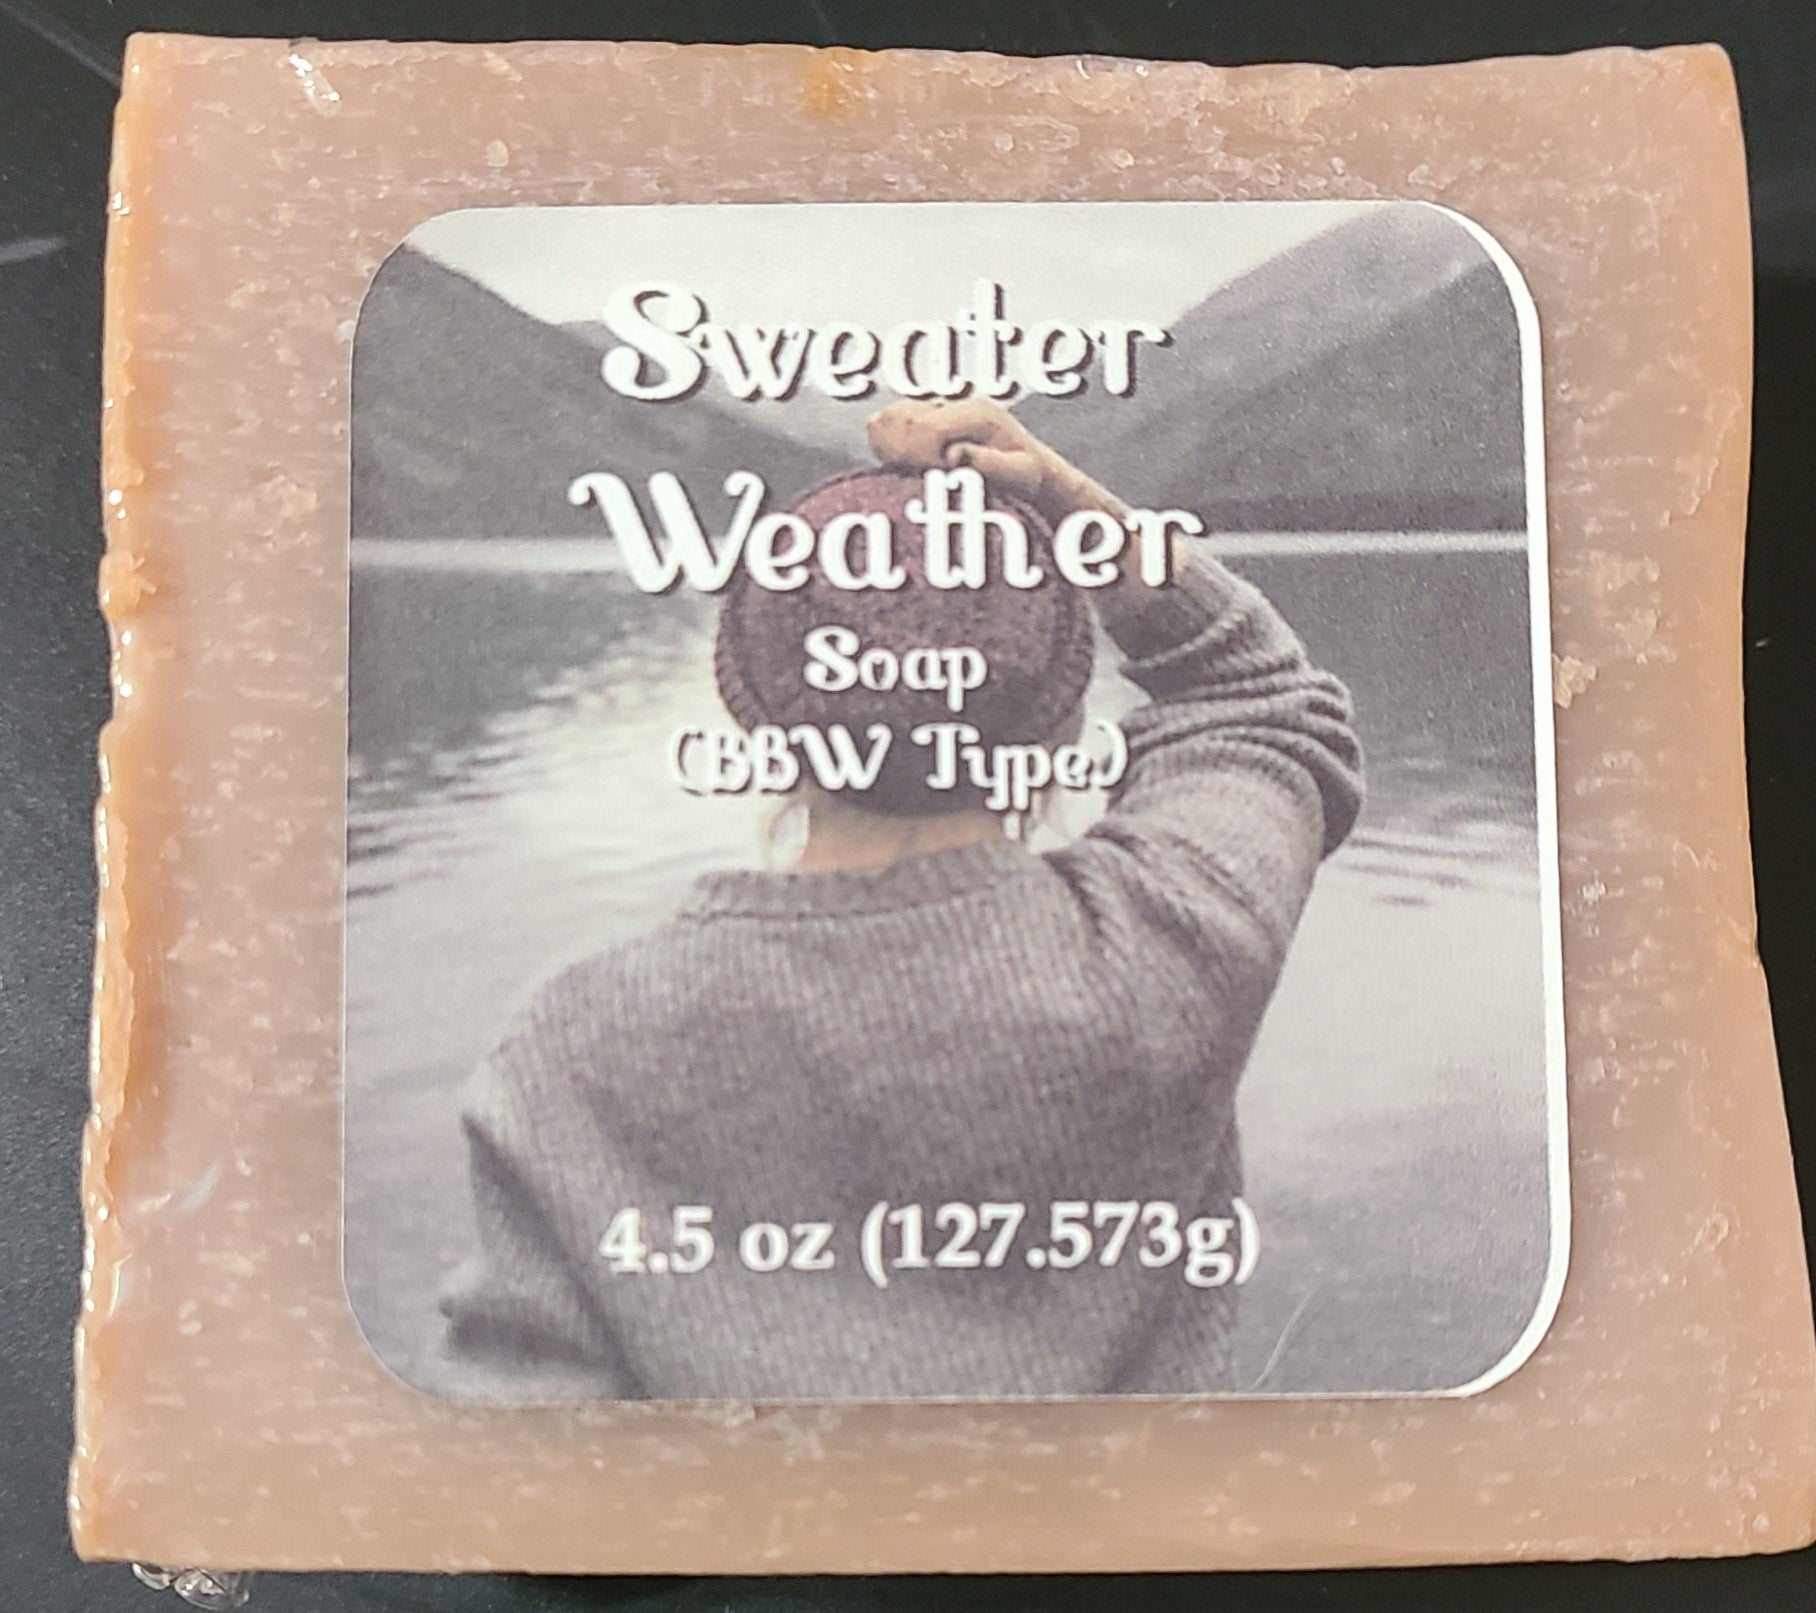 Sweater
Weather
Soap
(BBW Type)
4.5 oz (127.573g)